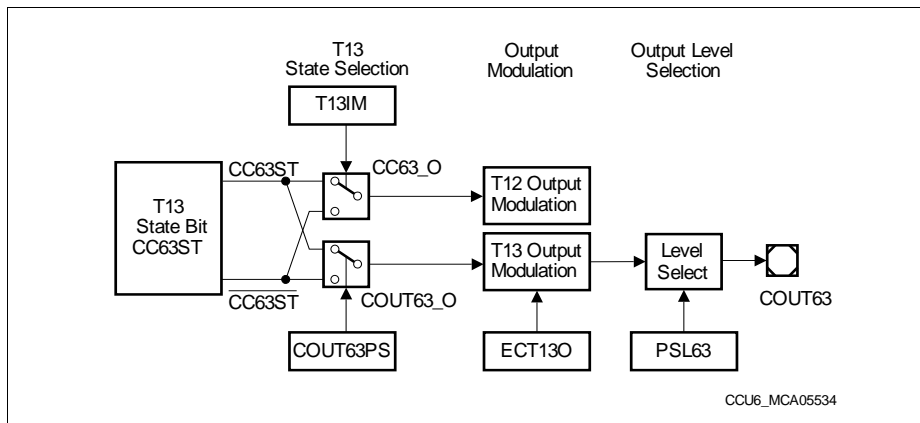 T13
State Selection
Output
Modulation
Output Level
Selection
T13IM
CC63ST
CC63_O
T13
State Bit
CC63ST
T12 Output
Modulation
T13 Output
Modulation
Level
Select
CC63ST
COUT63_O
COUT63
COUT63PS
ECT13O
PSL63
CCU6_MCA05534